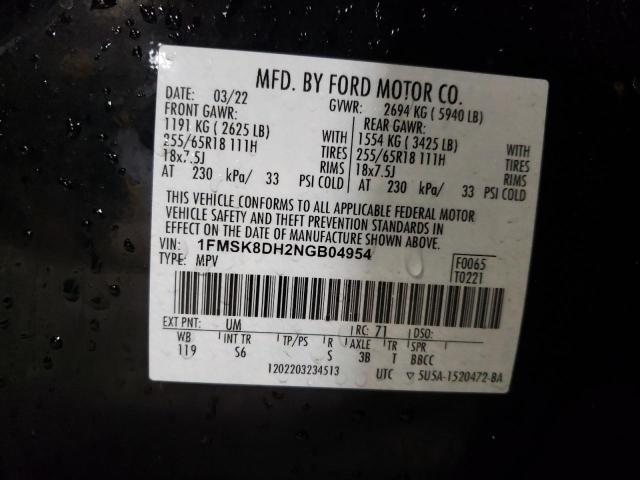 MFD. BY FORD MOTOR CO.
DATE: 03/22 GVWR: 2694 KG ( 5940 LB)
FRONT GAWR: REAR GAWR:
1191 KG ( 2625 LB) WITH 1554 KG ( 3425 LB) WITH
255/65R18 111H TIRES 255/65R18 111H TIRES
18x7.5J RIMS 18x7.5J RIMS
AT 230 kPa/ 33 PSI COLD AT 230 kPa/ 33 PSI COLD
THIS VEHICLE CONFORMS TO ALL APPLICABLE FEDERAL MOTOR
VEHICLE SAFETY AND THEFT PREVENTION STANDARDS IN
EFFECT ON THE DATE OF MANUFACTURE SHOWN ABOVE.
VIN: 1FMSK8DH2NGB04954
TYPE: MPV
F0065
T0221
EXT PNT: UM RC: 71 DSO:
WB INT TR TP/PS R AXLE TR SPR
119 S6 S 3B T BBCC
1202203234513 UTC ▽ 5U5A-1520472-BA